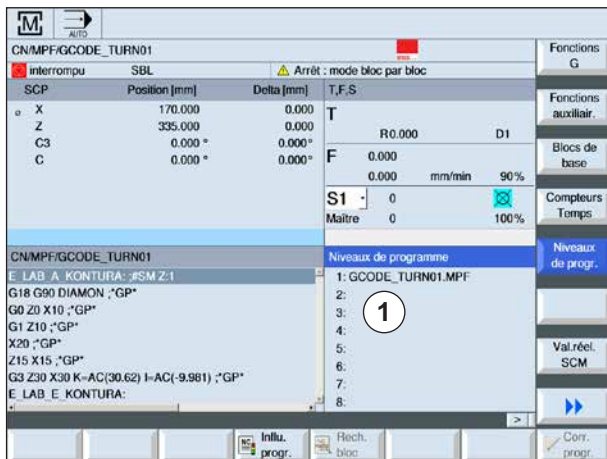 M
AUTO
CN/MPF/GCODE_TURN01
Fonctions
G
interrompu SBL Arrêt : mode bloc par bloc
SCP Position [mm] Delta [mm] T,F,S
Fonctions
auxiliair.
X 170.000 0.000 T
Z 335.000 0.000 R0.000 D1
C3 0.000 ° 0.000°
C 0.000 ° 0.000° F 0.000
0.000 mm/min 90%
Blocs de
base
S1 0
Maître 0 100%
Compteurs
Temps
CN/MPF/GCODE_TURN01 Niveaux de programme
Niveaux
de progr.
E_LAB_A_KONTURA: ;#SM Z:1 1: GCODE_TURN01.MPF
G18 G90 DIAMON ;*GP* 2:
G0 Z0 X10 ;*GP* 3:
1
G1 Z10 ;*GP* 4:
X20 ;*GP* 5:
Z15 X15 ;*GP* 6:
G3 Z30 X30 K=AC(30.62) I=AC(-9.981) ;*GP* 7:
E_LAB_E_KONTURA: 8:
Val.réel.
SCM
>
NC
Influ.
progr.
NC
Rech.
bloc
Corr.
progr.